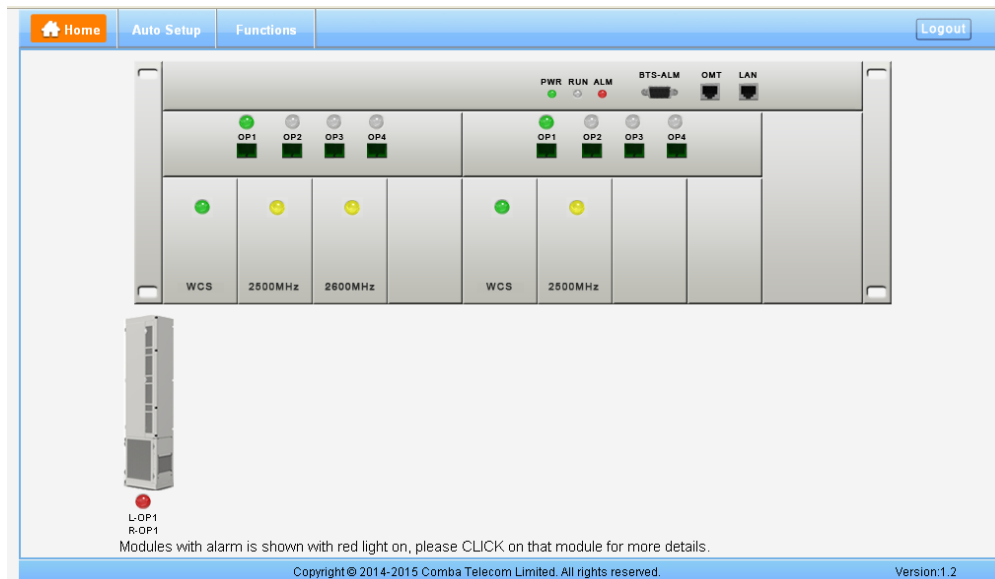 Home Auto Setup Functions Logout
PWR RUN ALM BTS-ALM OMT LAN
OP1 OP2 OP3 OP4 OP1 OP2 OP3 OP4
WCS 2500MHz 2600MHz WCS 2500MHz
L-OP1
R-OP1
Modules with alarm is shown with red light on, please CLICK on that module for more details.
Copyright © 2014-2015 Comba Telecom Limited. All rights reserved. Version:1.2